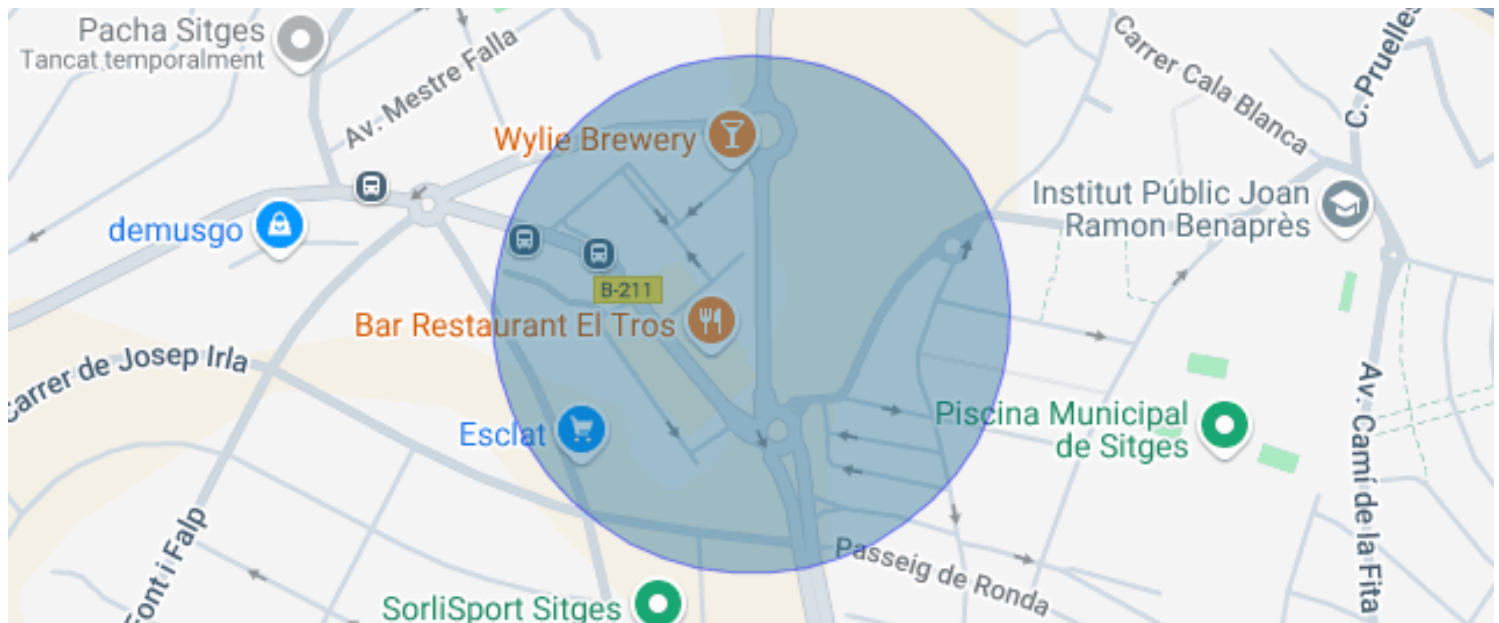 Pacha Sitges
Tancat temporalment
Av. Mestre Falla
Carrer Cala Blanca
C. Pruelles
Wylie Brewery
Institut Públic Joan
Ramon Benaprès
demusgo
B-211
Bar Restaurant El Tros
Carrer de Josep Irla
Esclat
Piscina Municipal
de Sitges
Av. Camí de la Fita
Font i Falp
Passeig de Ronda
SorliSport Sitges